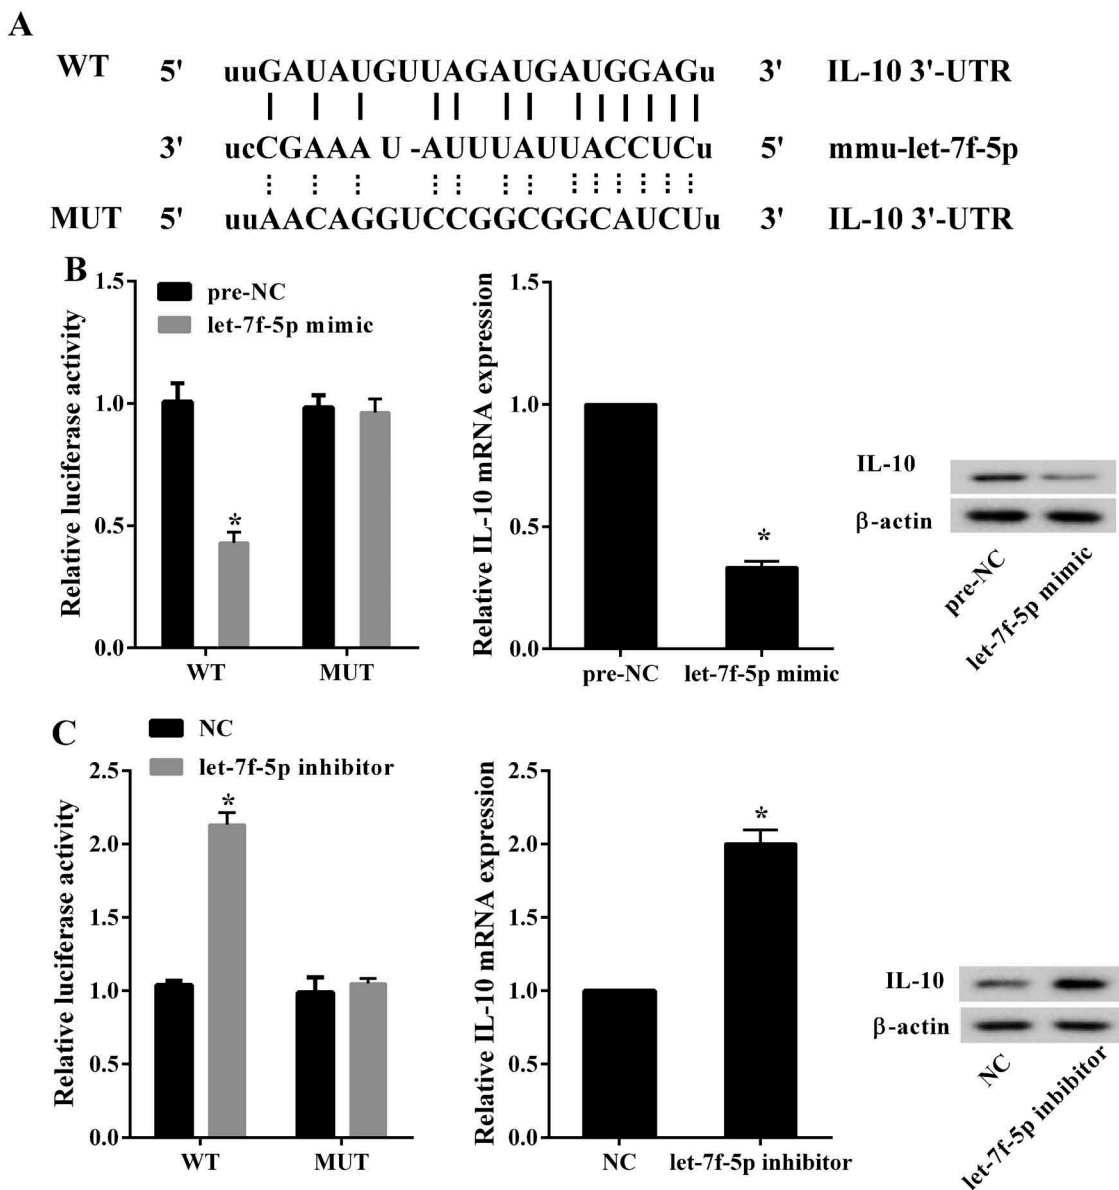 A
WT 5' uuGAUAUGUUAGAUGAUGGAGu 3' IL-10 3'-UTR
3' ucCGAAA U -AUUUAUUACCUCu 5' mmu-let-7f-5p
MUT 5' uuAACAGGUCCGGCGGCAUCUu 3' IL-10 3'-UTR
B
pre-NC
let-7f-5p mimic
Relative luciferase activity
1.5
1.0
0.5
0.0
WT MUT
Relative IL-10 mRNA expression
1.5
1.0
0.5
0.0
pre-NC let-7f-5p mimic
*
*
IL-10
β-actin
pre-NC
let-7f-5p mimic
C
NC
let-7f-5p inhibitor
Relative luciferase activity
2.5
2.0
1.5
1.0
0.5
0.0
WT MUT
Relative IL-10 mRNA expression
2.5
2.0
1.5
1.0
0.5
0.0
NC let-7f-5p inhibitor
*
*
IL-10
β-actin
NC
let-7f-5p inbibitor